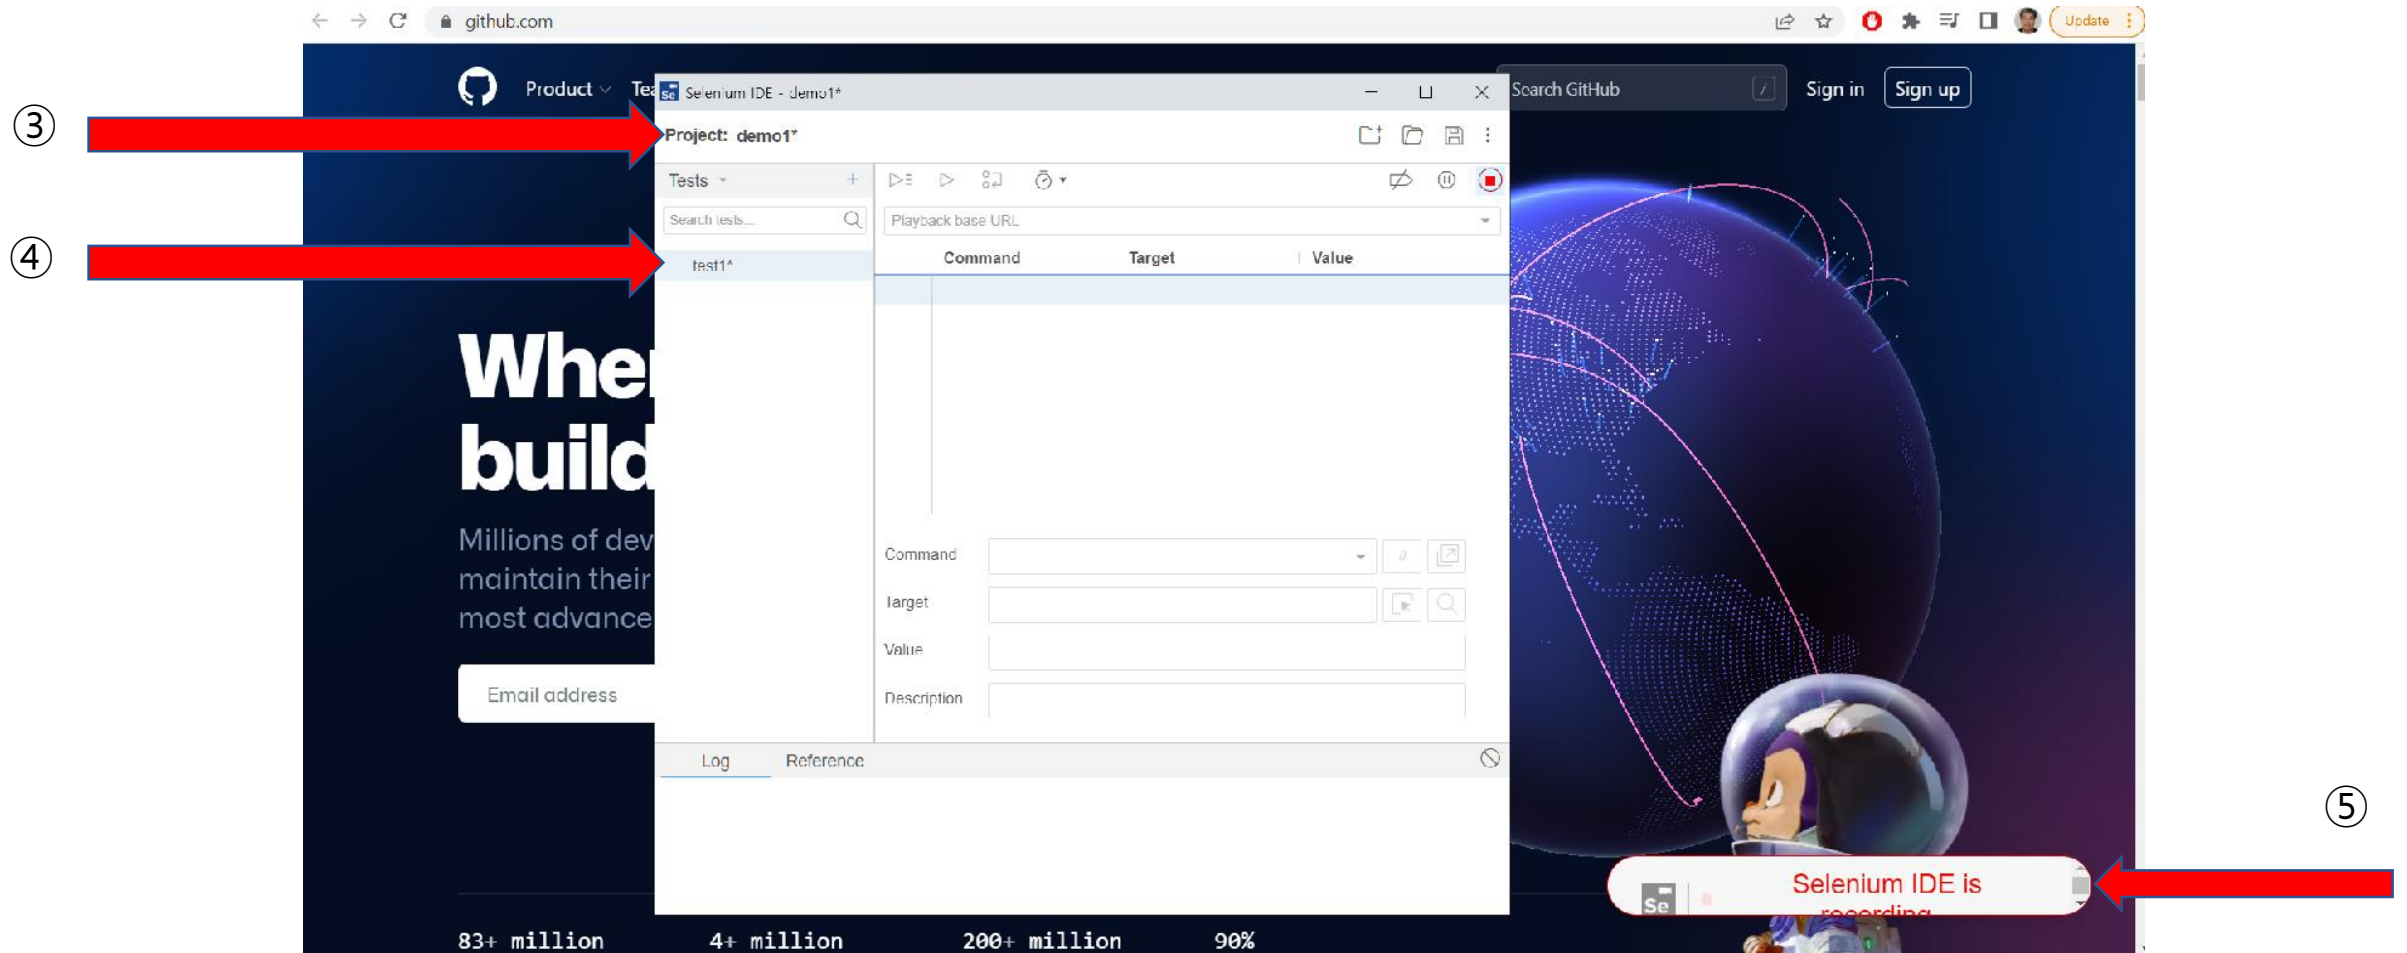 github.com
Update
Product
Tea
Selenium IDE - demo1*
Search GitHub
/
Sign in
Sign up
③
Project: demo1*
Tests
Search tests...
Playback base URL
④
test1*
Command Target Value
Wher
build
Millions of dev
maintain their
most advance
Email address
Command
//
Target
Value
Description
Log Reference
⑤
Selenium IDE is
recording
Se
83+ million 4+ million 200+ million 90%